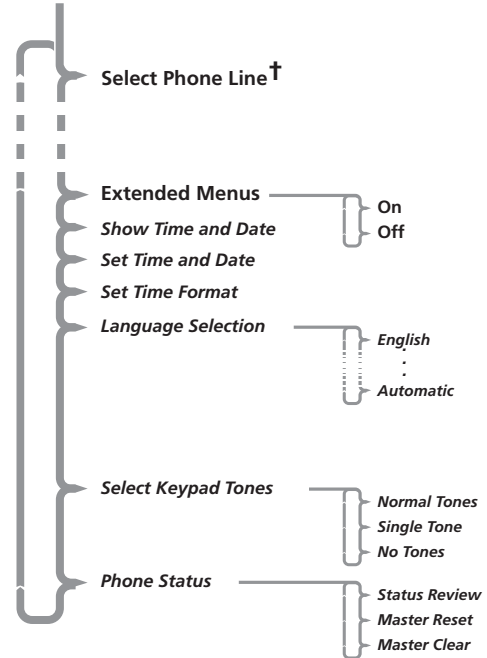 Select Phone Line†
Extended Menus
On
Off
Show Time and Date
Set Time and Date
Set Time Format
Language Selection
English
.
.
.
Automatic
Select Keypad Tones
Normal Tones
Single Tone
No Tones
Phone Status
Status Review
Master Reset
Master Clear